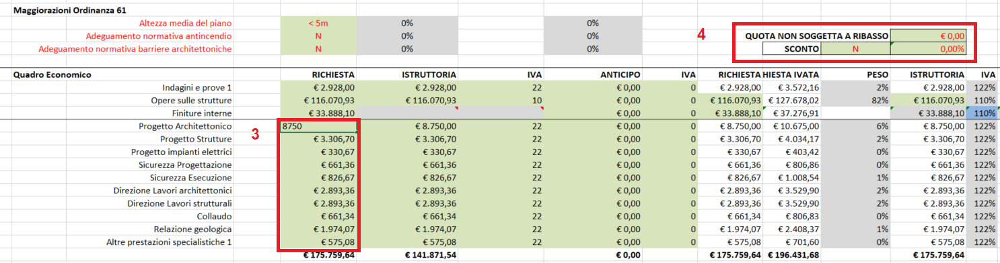 Maggiorazioni Ordinanza 61
Altezza media del piano < 5m 0% 0%
4 QUOTA NON SOGGETTA A RIBASSO € 0,00
Adeguamento normativa antincendio N 0% 0%
SCONTO N 0,00%
Adeguamento normativa barriere architettoniche N 0% 0%
Quadro Economico RICHIESTA ISTRUTTORIA IVA ANTICIPO IVA RICHIESTA HIESTA IVATA PESO ISTRUTTORIA IVA
Indagini e prove 1 € 2.928,00 € 2.928,00 22 € 0,00 0 € 2.928,00 € 3.572,16 2% € 2.928,00 122%
Opere sulle strutture € 116.070,93 € 116.070,93 10 € 0,00 0 € 116.070,93 € 127.678,02 82% € 116.070,93 110%
Finiture interne € 33.888,10 € 0,00 0 € 33.888,10 € 37.276,91 € 33.888,10 110%
Progetto Architettonico 8750 € 8.750,00 22 € 0,00 0 € 8.750,00 € 10.675,00 6% € 8.750,00 122%
3 Progetto Strutture € 3.306,70 € 3.306,70 22 € 0,00 0 € 3.306,70 € 4.034,17 2% € 3.306,70 122%
Progetto impianti elettrici € 330,67 € 330,67 22 € 0,00 0 € 330,67 € 403,42 0% € 330,67 122%
Sicurezza Progettazione € 661,36 € 661,36 22 € 0,00 0 € 661,36 € 806,86 0% € 661,36 122%
Sicurezza Esecuzione € 826,67 € 826,67 22 € 0,00 0 € 826,67 € 1.008,54 1% € 826,67 122%
Direzione Lavori architettonici € 2.893,36 € 2.893,36 22 € 0,00 0 € 2.893,36 € 3.529,90 2% € 2.893,36 122%
Direzione Lavori strutturali € 2.893,36 € 2.893,36 22 € 0,00 0 € 2.893,36 € 3.529,90 2% € 2.893,36 122%
Collaudo € 661,34 € 661,34 22 € 0,00 0 € 661,34 € 806,83 0% € 661,34 122%
Relazione geologica € 1.974,07 € 1.974,07 22 € 0,00 0 € 1.974,07 € 2.408,37 1% € 1.974,07 122%
Altre prestazioni specialistiche 1 € 575,08 € 575,08 22 € 0,00 0 € 575,08 € 701,60 0% € 575,08 122%
€ 175.759,64 € 141.871,54 € 0,00 € 175.759,64 € 196.431,68 € 175.759,64